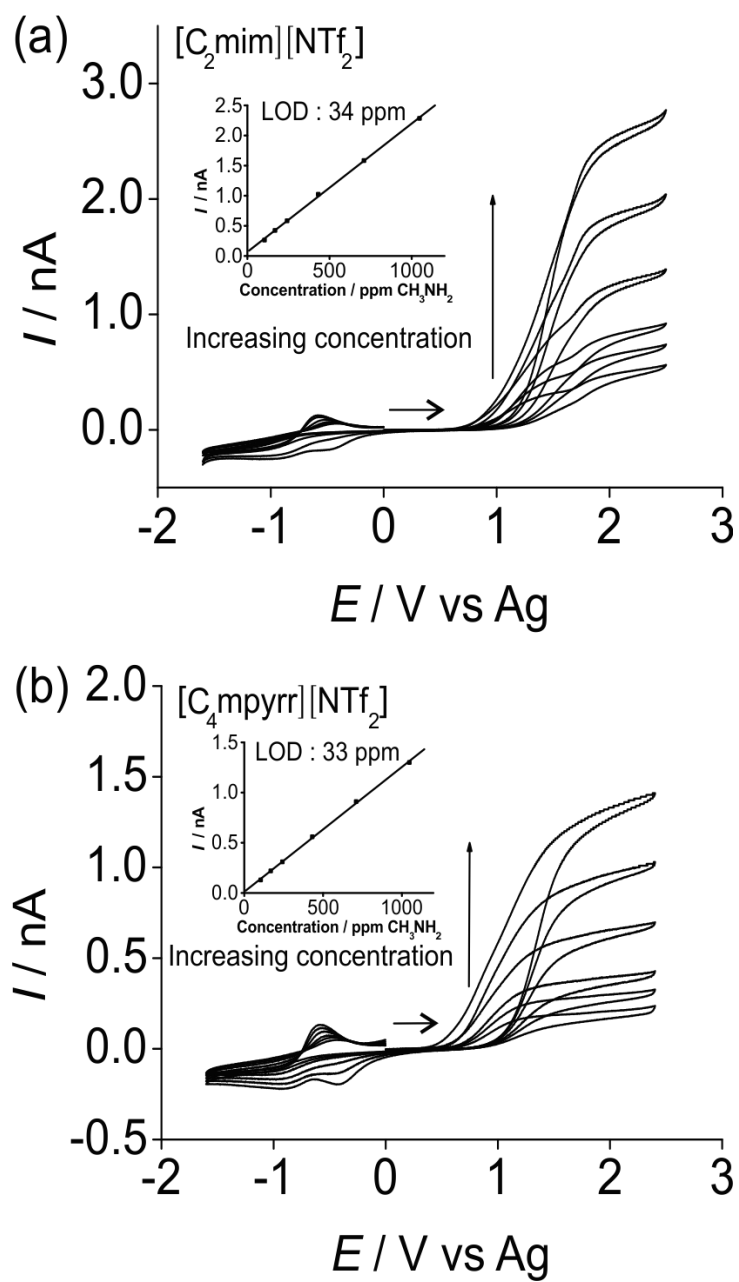 (a)
[C₂mim][NTf₂]
3.0
2.5
LOD : 34 ppm
2.0
1.5
I / nA
1.0
0.5
0.0
0
500
1000
Concentration / ppm CH₃NH₂
2.0
I / nA
Increasing concentration
1.0
0.0
-2
-1
0
1
2
3
E / V vs Ag
(b)
2.0
[C₄mpyrr][NTf₂]
1.5
LOD : 33 ppm
1.0
I / nA
0.5
0.0
0
500
1000
Concentration / ppm CH₃NH₂
1.5
1.0
Increasing concentration
I / nA
0.5
0.0
-0.5
-2
-1
0
1
2
3
E / V vs Ag